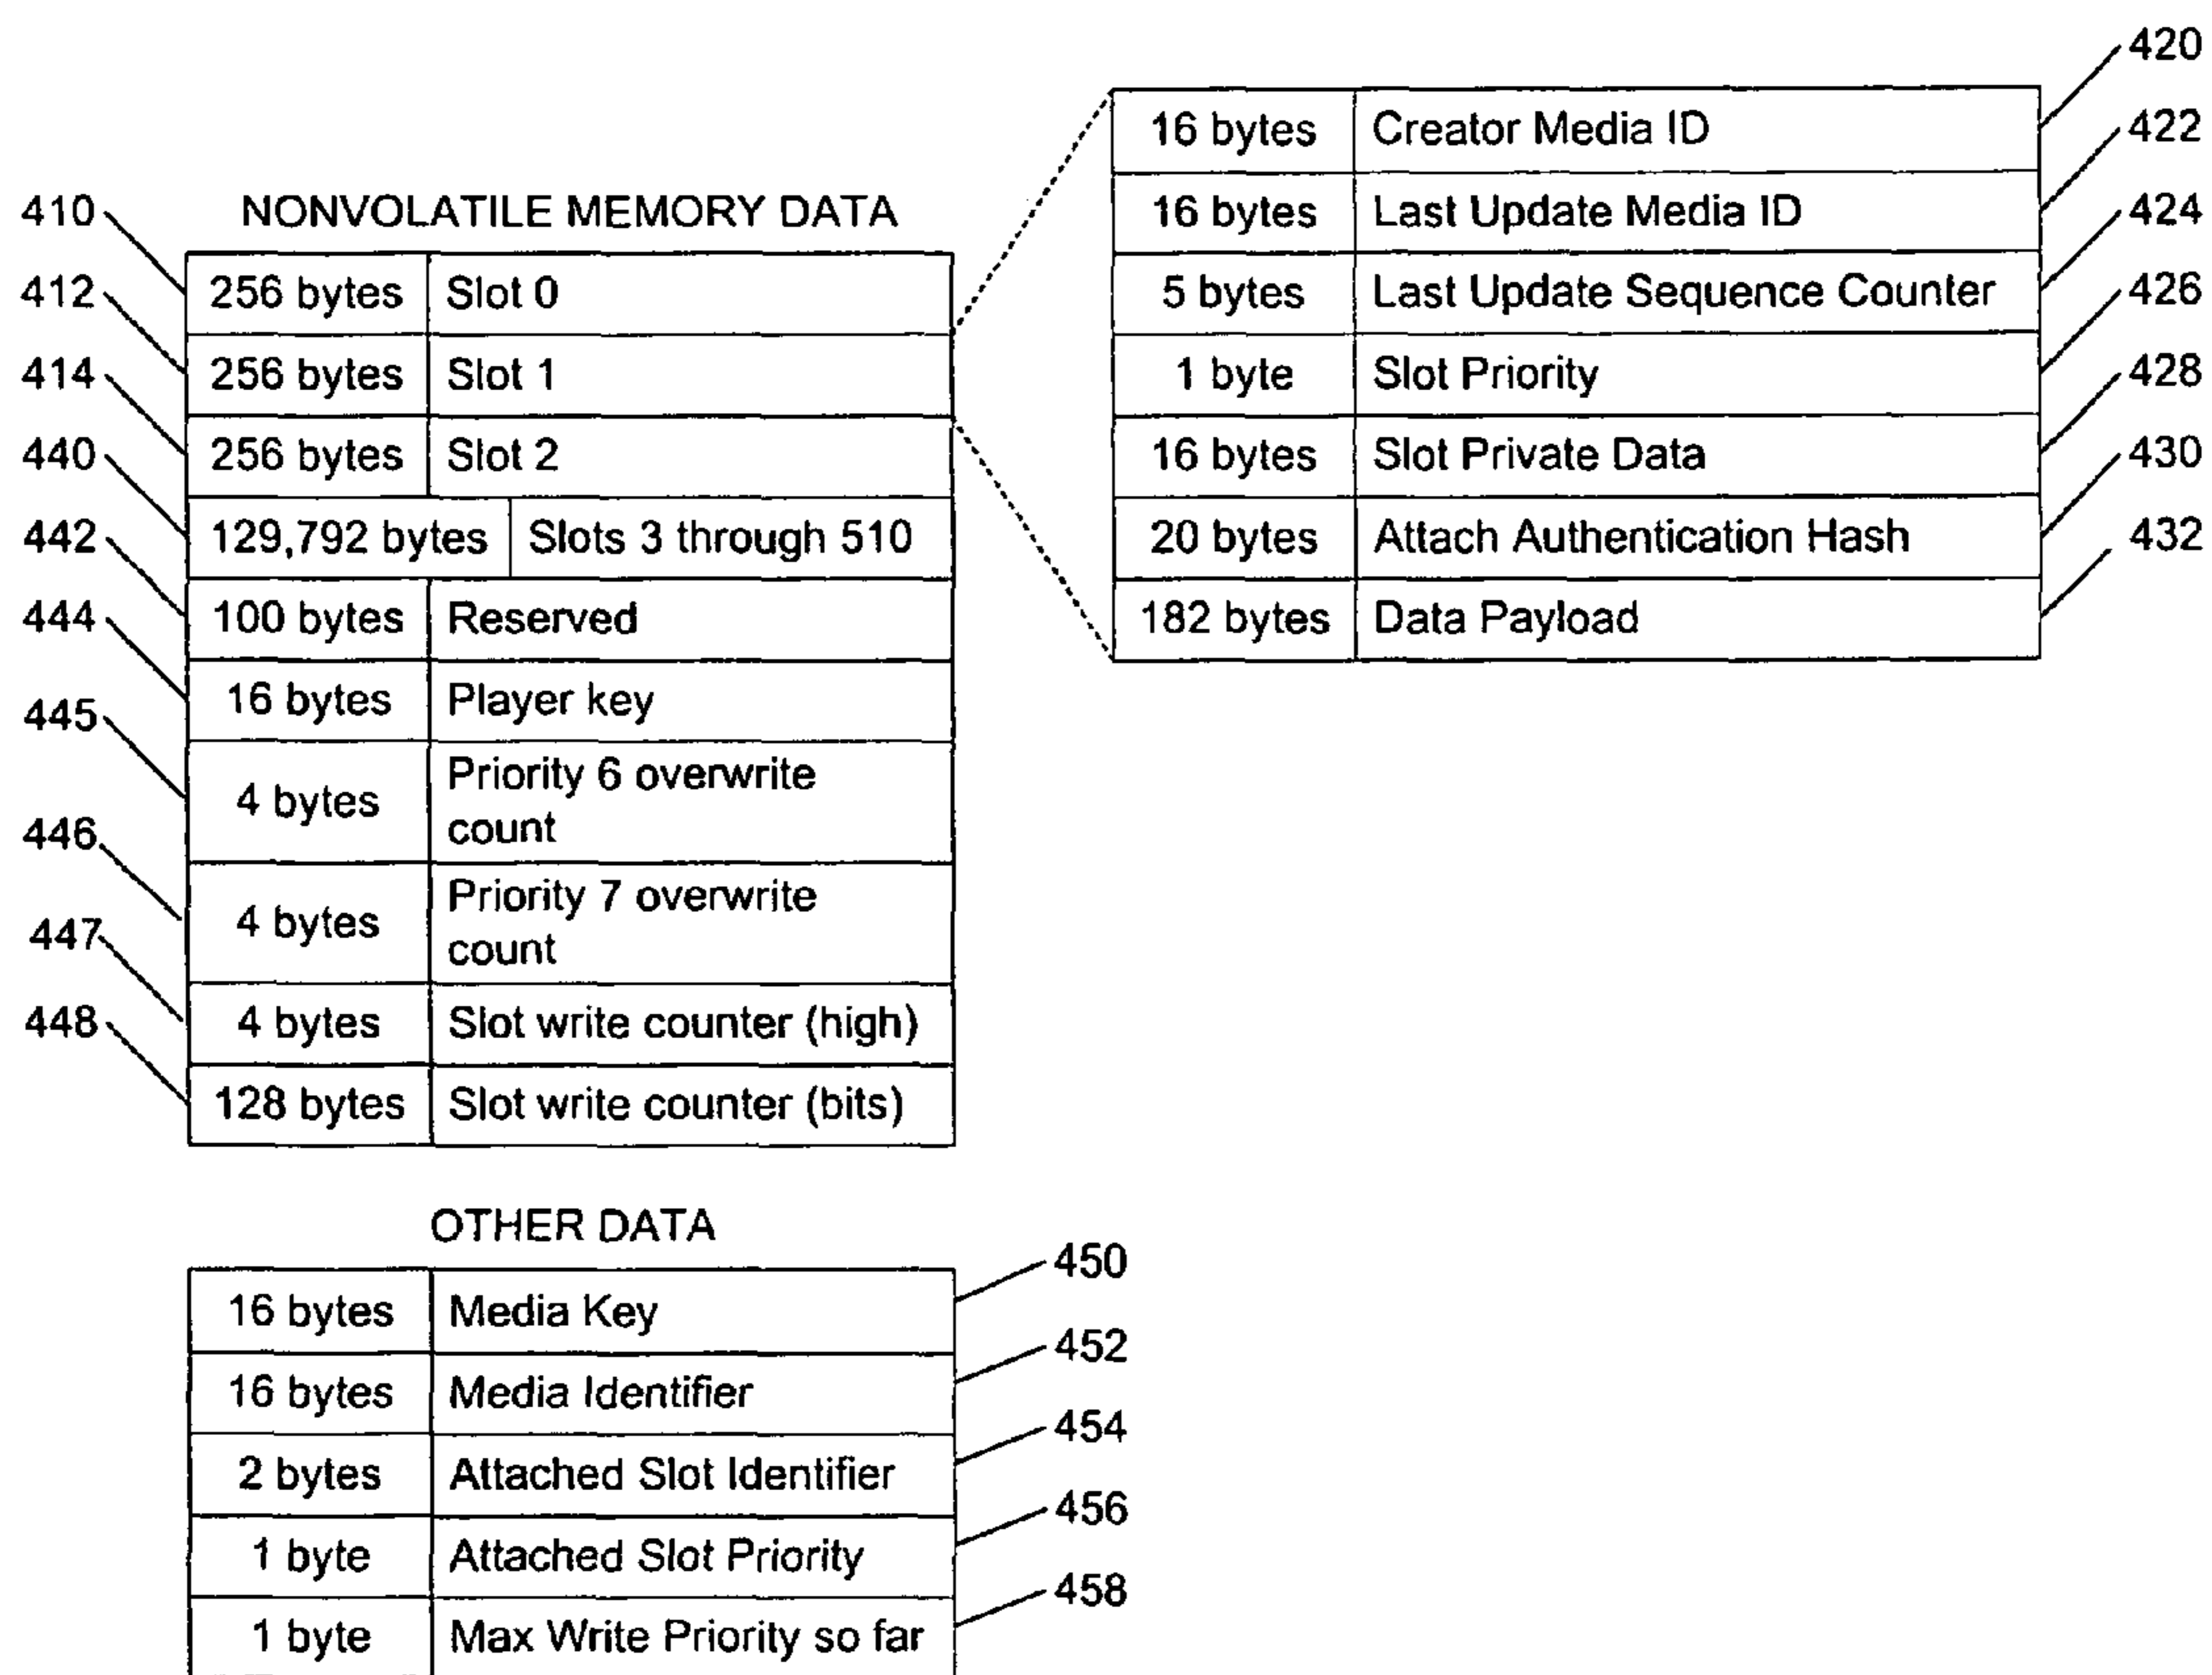 NONVOLATILE MEMORY DATA
410
256 bytes Slot 0
412
256 bytes Slot 1
414
256 bytes Slot 2
440
129,792 bytes Slots 3 through 510
442
100 bytes Reserved
444
16 bytes Player key
445
4 bytes Priority 6 overwrite
count
446
4 bytes Priority 7 overwrite
count
447
4 bytes Slot write counter (high)
448
128 bytes Slot write counter (bits)
16 bytes Creator Media ID
420
16 bytes Last Update Media ID
422
5 bytes Last Update Sequence Counter
424
1 byte Slot Priority
426
16 bytes Slot Private Data
428
20 bytes Attach Authentication Hash
430
182 bytes Data Payload
432
OTHER DATA
16 bytes Media Key
450
16 bytes Media Identifier
452
2 bytes Attached Slot Identifier
454
1 byte Attached Slot Priority
456
1 byte Max Write Priority so far
458